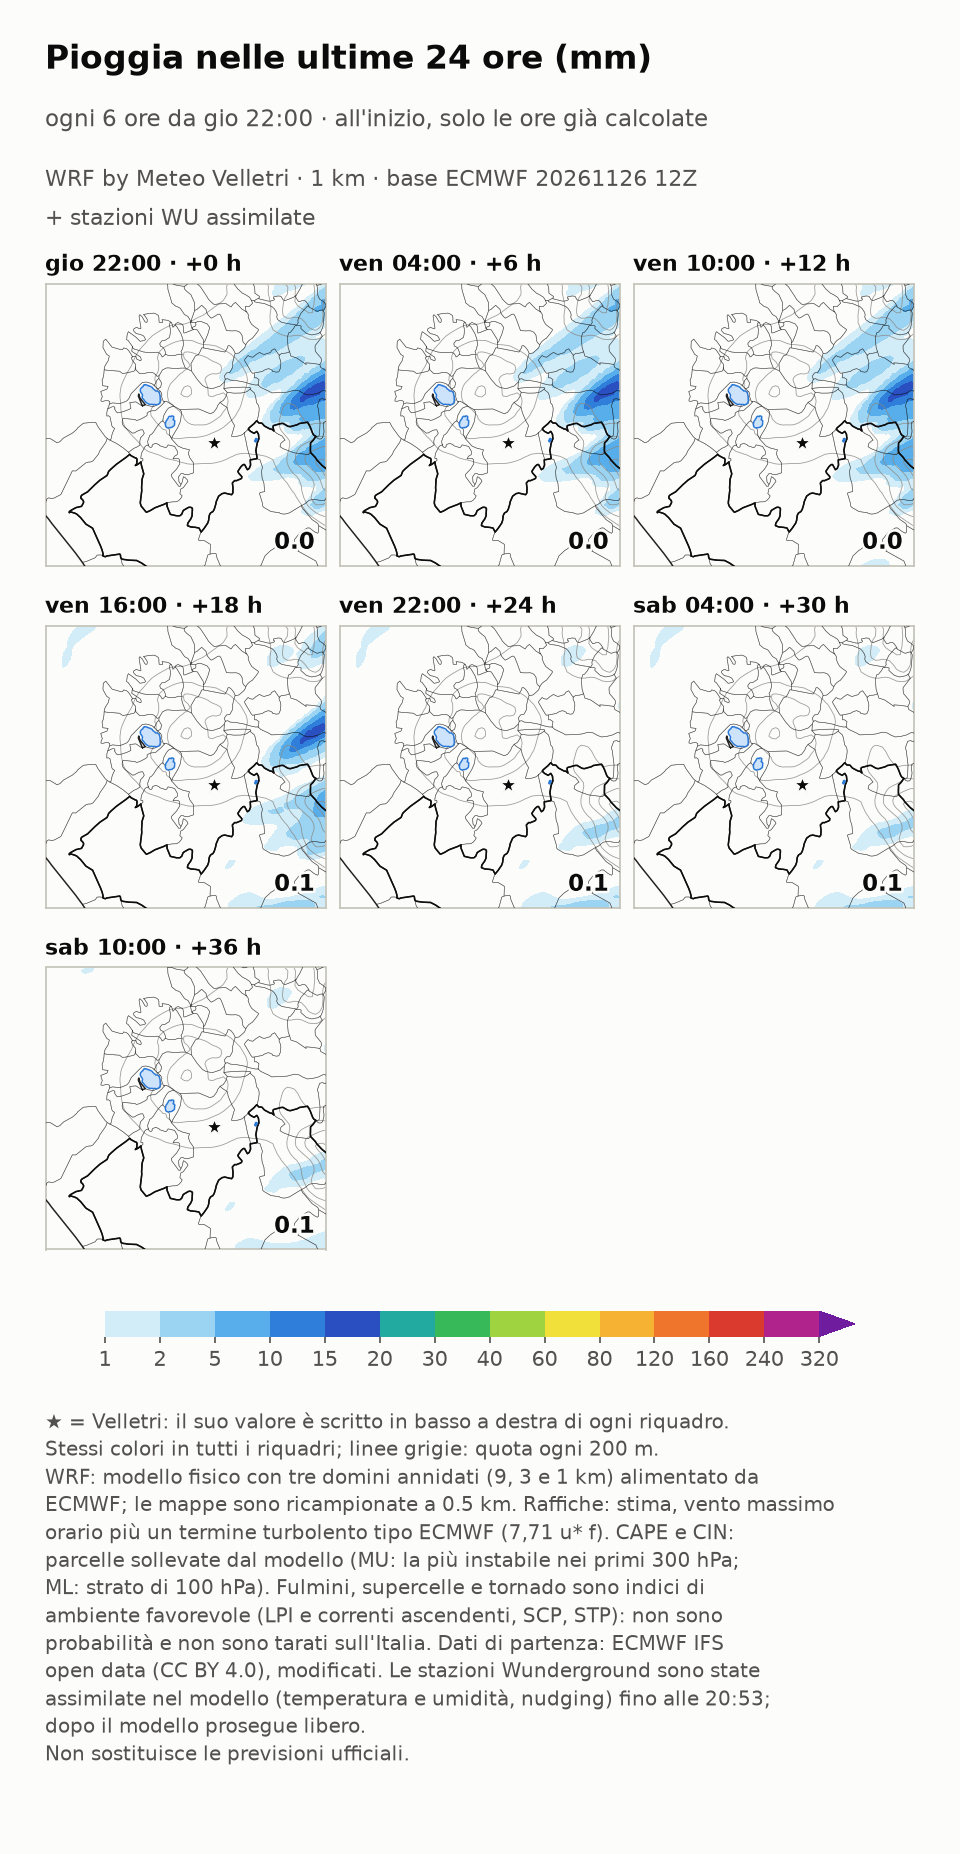 Pioggia nelle ultime 24 ore (mm)
ogni 6 ore da gio 22:00 · all'inizio, solo le ore già calcolate
WRF by Meteo Velletri · 1 km · base ECMWF 20261126 12Z
+ stazioni WU assimilate
gio 22:00 · +0 h
ven 04:00 · +6 h
ven 10:00 · +12 h
0.0
0.0
0.0
ven 16:00 · +18 h
ven 22:00 · +24 h
sab 04:00 · +30 h
0.1
0.1
0.1
sab 10:00 · +36 h
0.1
1 2 5 10 15 20 30 40 60 80 120 160 240 320
★ = Velletri: il suo valore è scritto in basso a destra di ogni riquadro.
Stessi colori in tutti i riquadri; linee grigie: quota ogni 200 m.
WRF: modello fisico con tre domini annidati (9, 3 e 1 km) alimentato da
ECMWF; le mappe sono ricampionate a 0.5 km. Raffiche: stima, vento massimo
orario più un termine turbolento tipo ECMWF (7,71 u* f). CAPE e CIN:
parcelle sollevate dal modello (MU: la più instabile nei primi 300 hPa;
ML: strato di 100 hPa). Fulmini, supercelle e tornado sono indici di
ambiente favorevole (LPI e correnti ascendenti, SCP, STP): non sono
probabilità e non sono tarati sull'Italia. Dati di partenza: ECMWF IFS
open data (CC BY 4.0), modificati. Le stazioni Wunderground sono state
assimilate nel modello (temperatura e umidità, nudging) fino alle 20:53;
dopo il modello prosegue libero.
Non sostituisce le previsioni ufficiali.